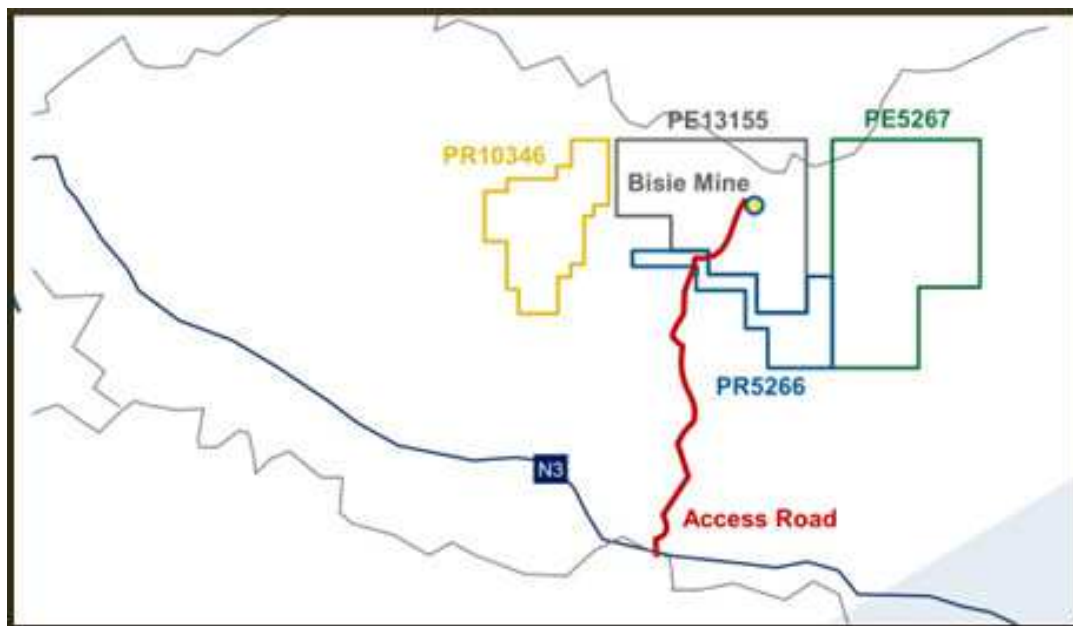 PE13155
PE5267
PR10346
Bisie Mine
PR5266
N3
Access Road